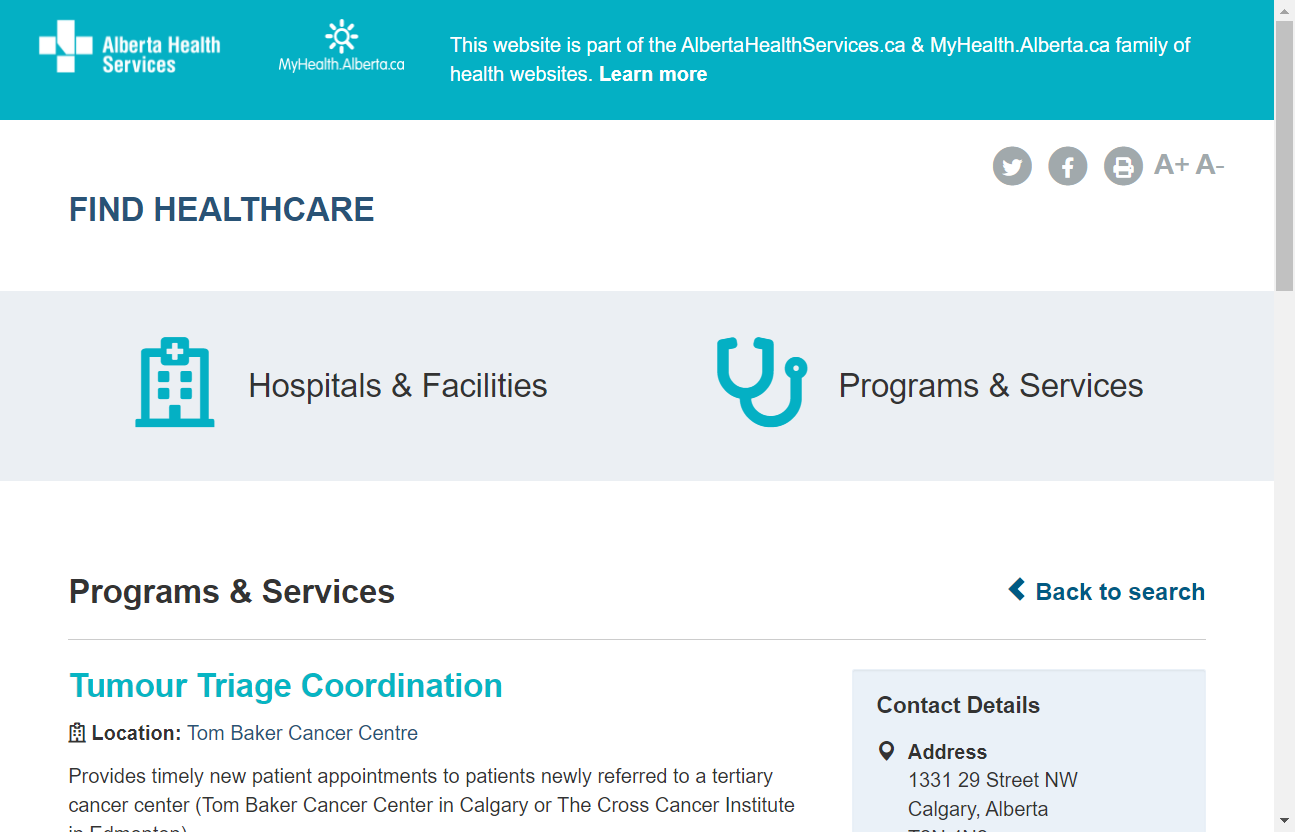 Alberta Health
Services
MyHealth.Alberta.ca
This website is part of the AlbertaHealthServices.ca & MyHealth.Alberta.ca family of
health websites. Learn more
A+ A-
FIND HEALTHCARE
Hospitals & Facilities
Programs & Services
Programs & Services
Back to search
Tumour Triage Coordination
Location: Tom Baker Cancer Centre
Provides timely new patient appointments to patients newly referred to a tertiary
cancer center (Tom Baker Cancer Center in Calgary or The Cross Cancer Institute
in Edmonton)
Contact Details
Address
1331 29 Street NW
Calgary, Alberta